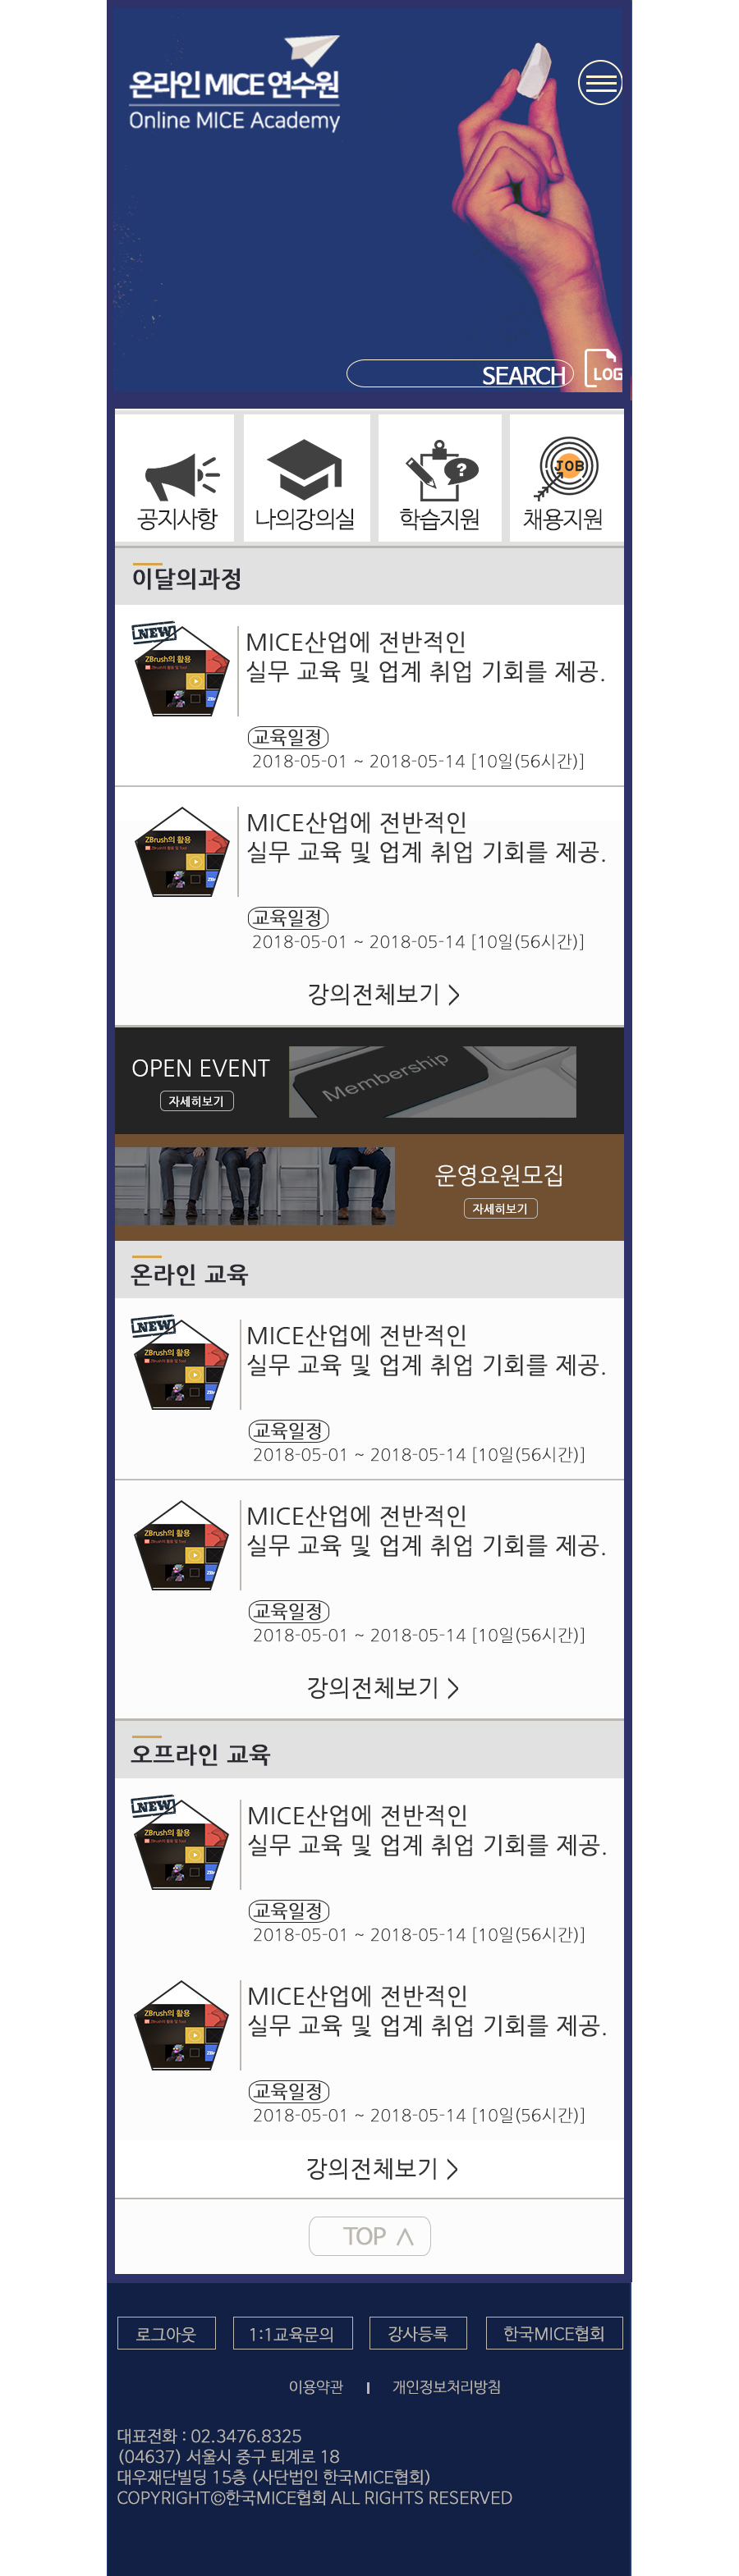 온라인 MICE 연수원
Online MICE Academy
SEARCH
LOG
공지사항
나의강의실
학습지원
JOB
채용지원
이달의과정
NEW
ZBrush의 활용
MICE산업에 전반적인
실무 교육 및 업계 취업 기회를 제공.
교육일정
2018-05-01 ~ 2018-05-14 [10일(56시간)]
ZBrush의 활용
MICE산업에 전반적인
실무 교육 및 업계 취업 기회를 제공.
교육일정
2018-05-01 ~ 2018-05-14 [10일(56시간)]
강의전체보기 >
OPEN EVENT
자세히보기
Membership
운영요원모집
자세히보기
온라인 교육
NEW
ZBrush의 활용
MICE산업에 전반적인
실무 교육 및 업계 취업 기회를 제공.
교육일정
2018-05-01 ~ 2018-05-14 [10일(56시간)]
ZBrush의 활용
MICE산업에 전반적인
실무 교육 및 업계 취업 기회를 제공.
교육일정
2018-05-01 ~ 2018-05-14 [10일(56시간)]
강의전체보기 >
오프라인 교육
NEW
ZBrush의 활용
MICE산업에 전반적인
실무 교육 및 업계 취업 기회를 제공.
교육일정
2018-05-01 ~ 2018-05-14 [10일(56시간)]
ZBrush의 활용
MICE산업에 전반적인
실무 교육 및 업계 취업 기회를 제공.
교육일정
2018-05-01 ~ 2018-05-14 [10일(56시간)]
강의전체보기 >
TOP
로그아웃
1:1교육문의
강사등록
한국MICE협회
이용약관 | 개인정보처리방침
대표전화 : 02.3476.8325
(04637) 서울시 중구 퇴계로 18
대우재단빌딩 15층 (사단법인 한국MICE협회)
COPYRIGHT©한국MICE협회 ALL RIGHTS RESERVED